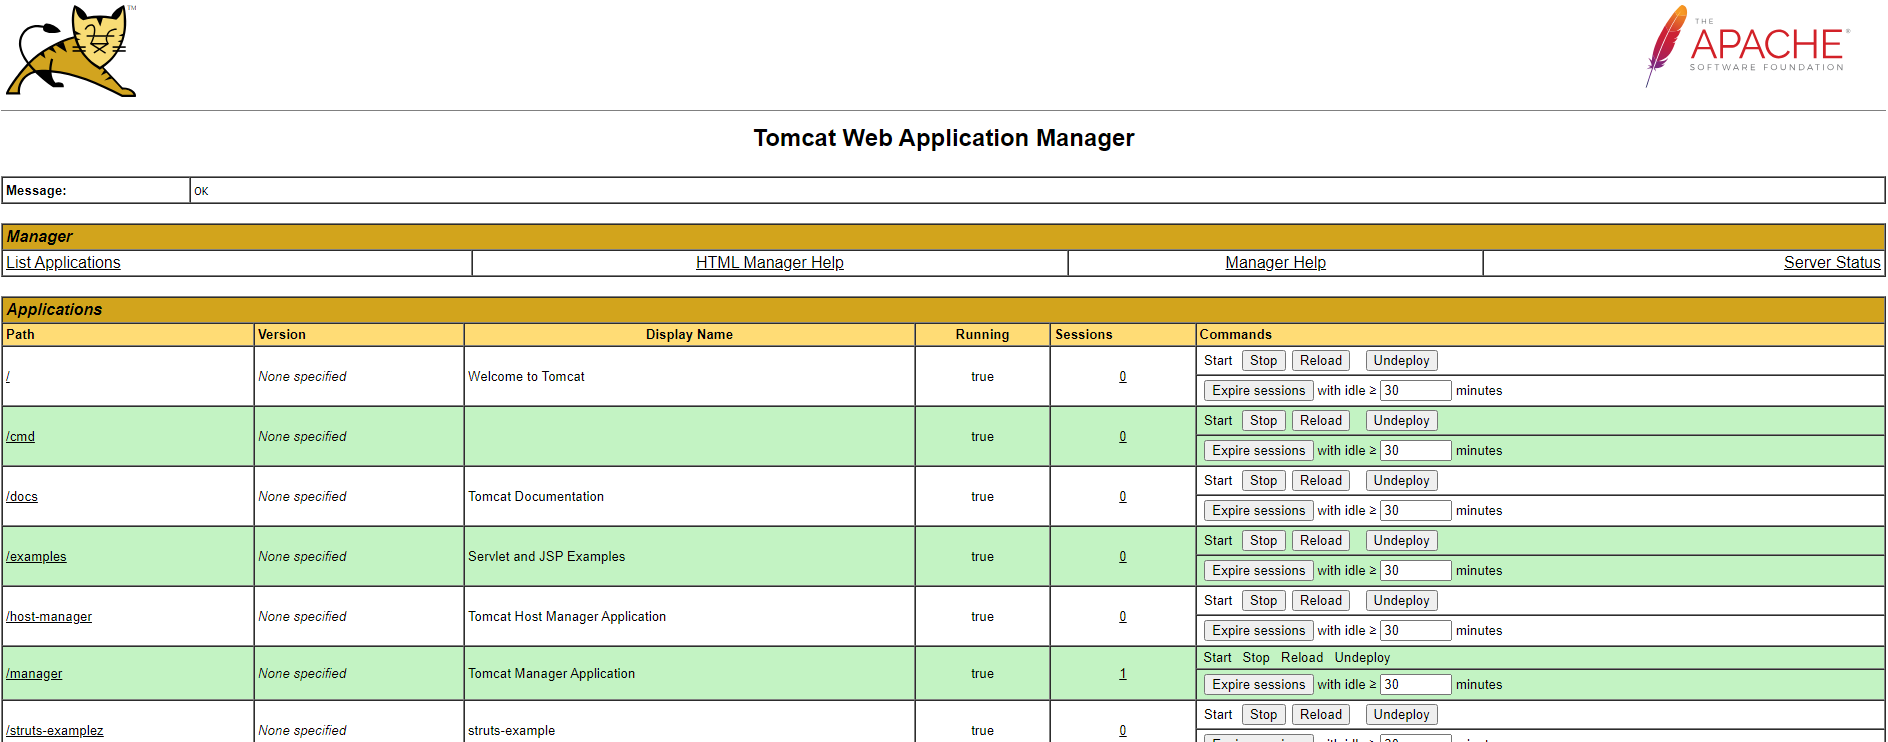 TM
THE
APACHE®
SOFTWARE FOUNDATION
Tomcat Web Application Manager
Message: OK
Manager
List Applications HTML Manager Help Manager Help Server Status
Applications
Path Version Display Name Running Sessions Commands
/ None specified Welcome to Tomcat true 0 Start Stop Reload Undeploy
Expire sessions with idle ≥ 30 minutes
/cmd None specified true 0 Start Stop Reload Undeploy
Expire sessions with idle ≥ 30 minutes
/docs None specified Tomcat Documentation true 0 Start Stop Reload Undeploy
Expire sessions with idle ≥ 30 minutes
/examples None specified Servlet and JSP Examples true 0 Start Stop Reload Undeploy
Expire sessions with idle ≥ 30 minutes
/host-manager None specified Tomcat Host Manager Application true 0 Start Stop Reload Undeploy
Expire sessions with idle ≥ 30 minutes
/manager None specified Tomcat Manager Application true 1 Start Stop Reload Undeploy
Expire sessions with idle ≥ 30 minutes
/struts-examplez None specified struts-example true 0 Start Stop Reload Undeploy